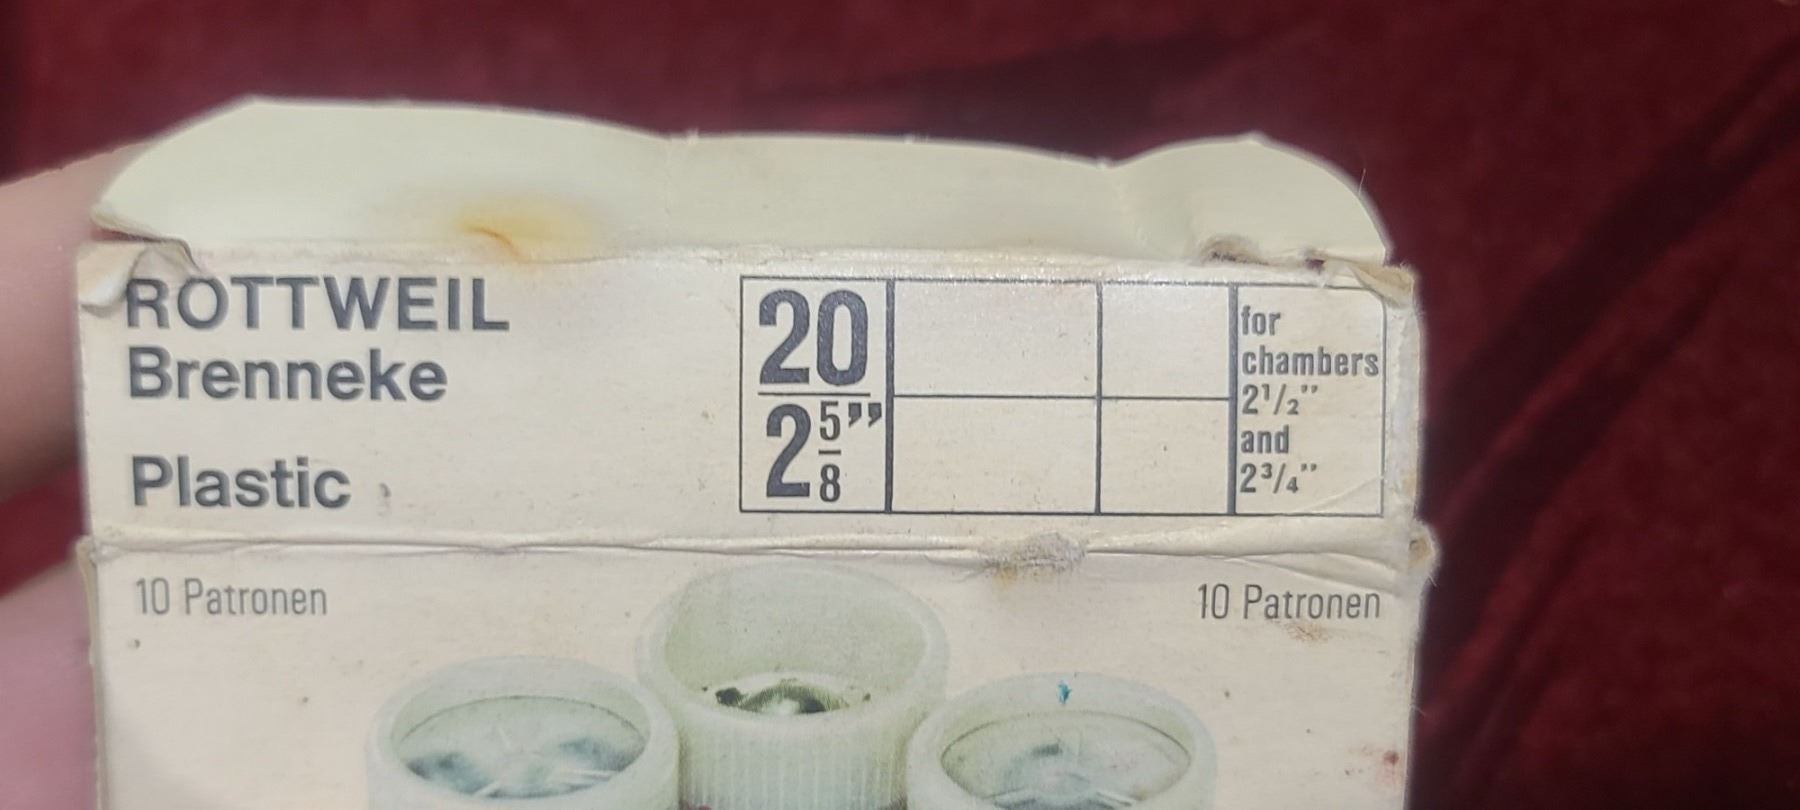 ROTTWEIL
Brenneke
Plastic
20
2 5/8”
for
chambers
2 1/2”
and
2 3/4”
10 Patronen
10 Patronen